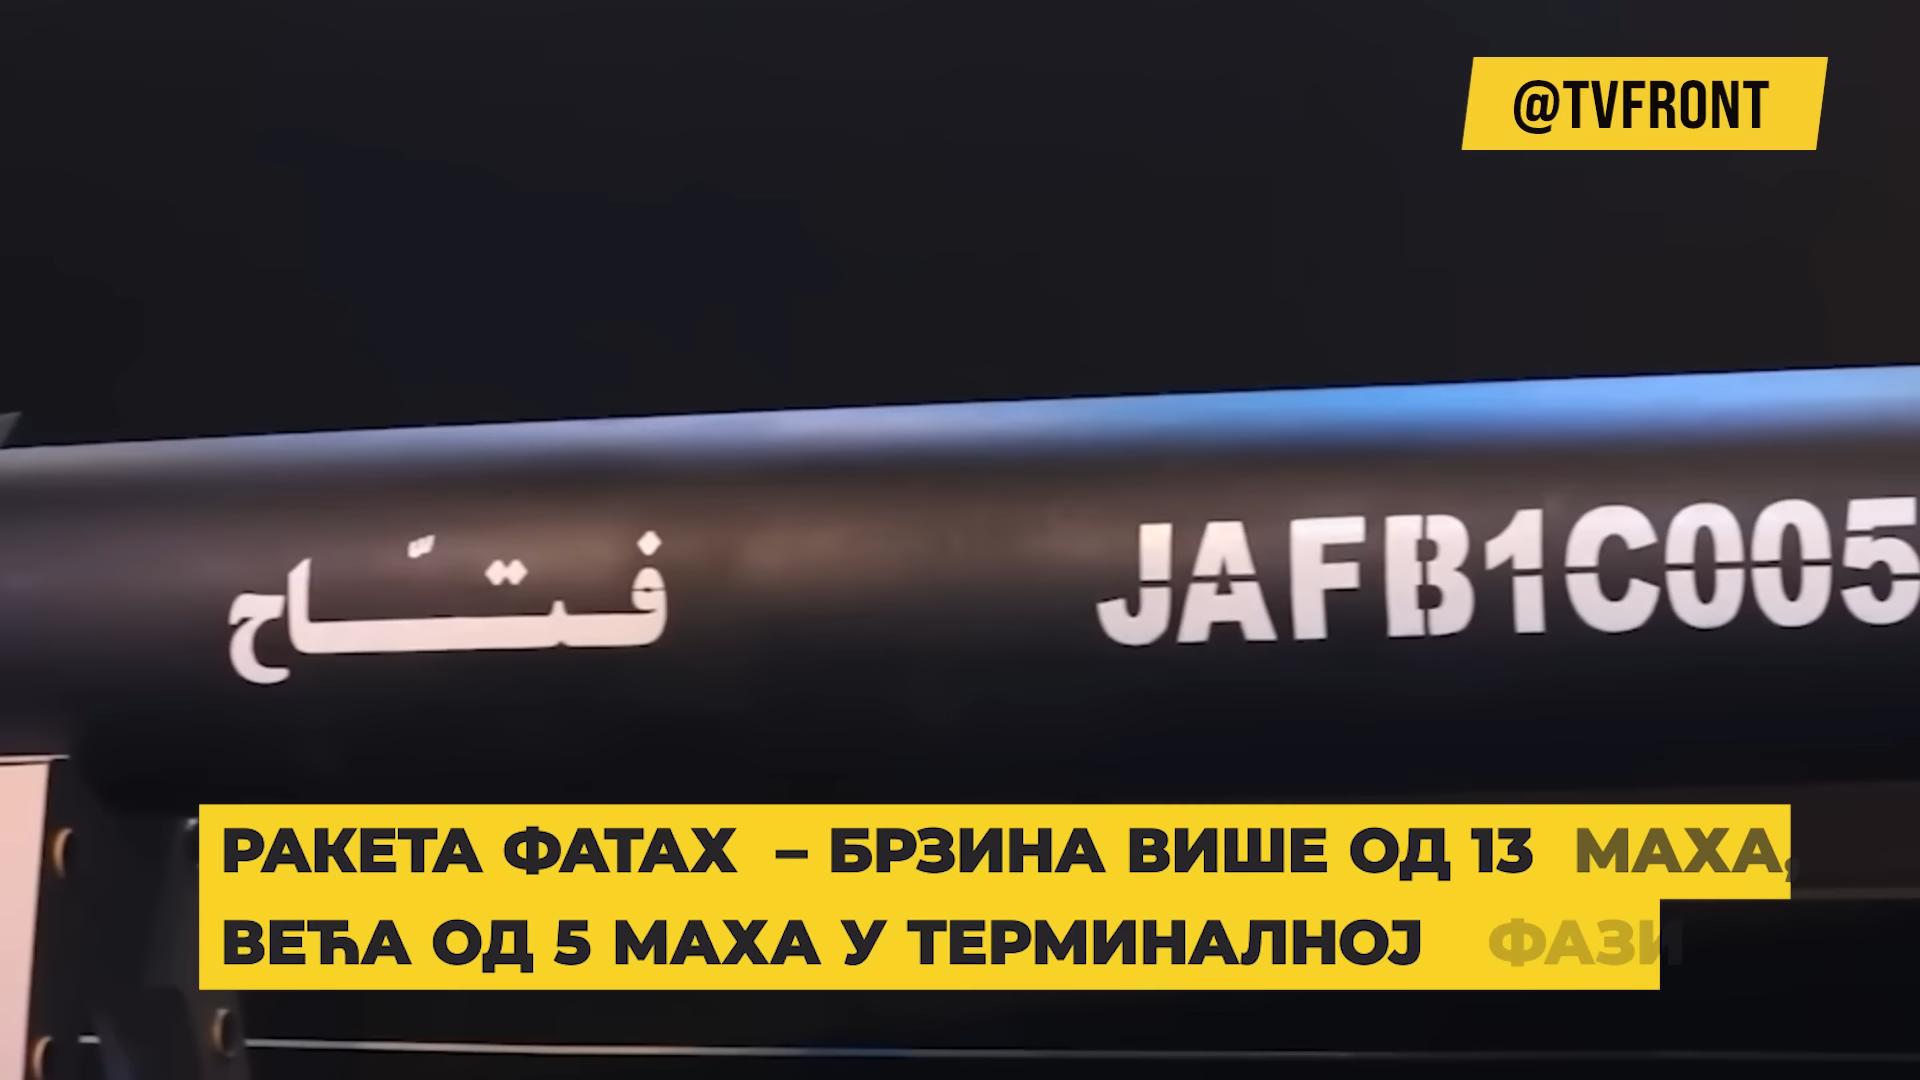 @TVFRONT
فتّاح
JAFB1C005
РАКЕТА ФАТАХ – БРЗИНА ВИШЕ ОД 13 МАХА,
ВЕЋА ОД 5 МАХА У ТЕРМИНАЛНОЈ ФАЗИ